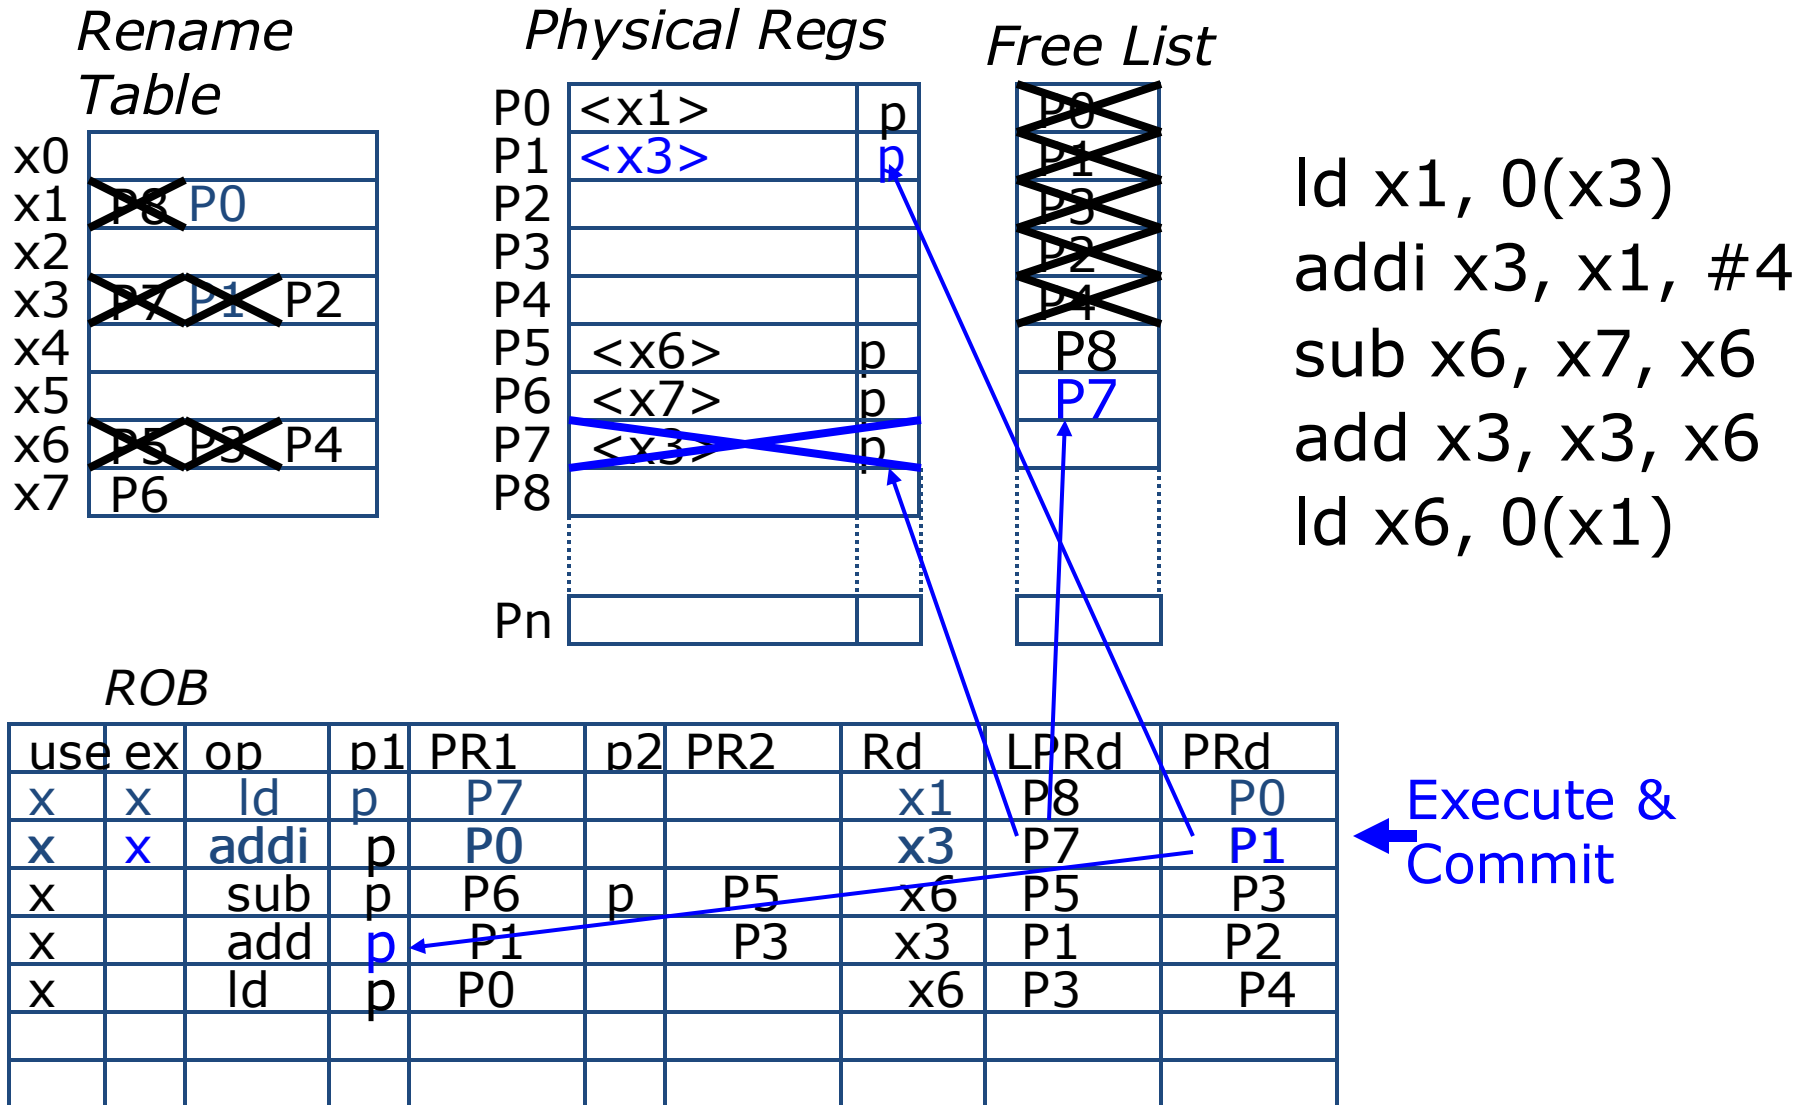 Rename
Table
x0
x1 P8 P0
x2
x3 P7 P1 P2
x4
x5
x6 P5 P3 P4
x7 P6
Physical Regs
P0 <x1> p
P1 <x3> p
P2
P3
P4
P5 <x6> p
P6 <x7> p
P7 <x3> p
P8
Pn
Free List
P0
P1
P3
P2
P4
P8
P7
ld x1, 0(x3)
addi x3, x1, #4
sub x6, x7, x6
add x3, x3, x6
ld x6, 0(x1)
ROB
use ex op p1 PR1 p2 PR2 Rd LPRd PRd
x x ld p P7 x1 P8 P0
x x addi p P0 x3 P7 P1
x sub p P6 p P5 x6 P5 P3
x add p P1 P3 x3 P1 P2
x ld p P0 x6 P3 P4
Execute &
Commit